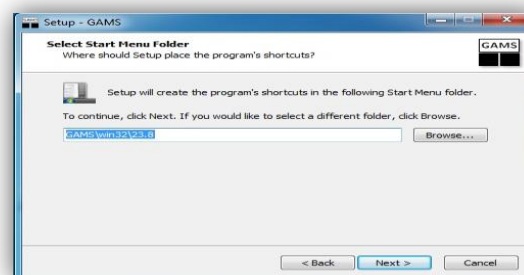 Setup - GAMS
Select Start Menu Folder
Where should Setup place the program's shortcuts?
GAMS
Setup will create the program's shortcuts in the following Start Menu folder.
To continue, click Next. If you would like to select a different folder, click Browse.
GAMS\win32\23.8
Browse...
< Back
Next >
Cancel